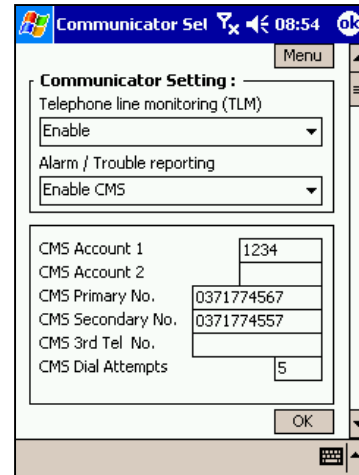 Communicator Set 08:54 ok
Menu
Communicator Setting :
Telephone line monitoring (TLM)
Enable
Alarm / Trouble reporting
Enable CMS
CMS Account 1 1234
CMS Account 2
CMS Primary No. 0371774567
CMS Secondary No. 0371774557
CMS 3rd Tel No.
CMS Dial Attempts 5
OK